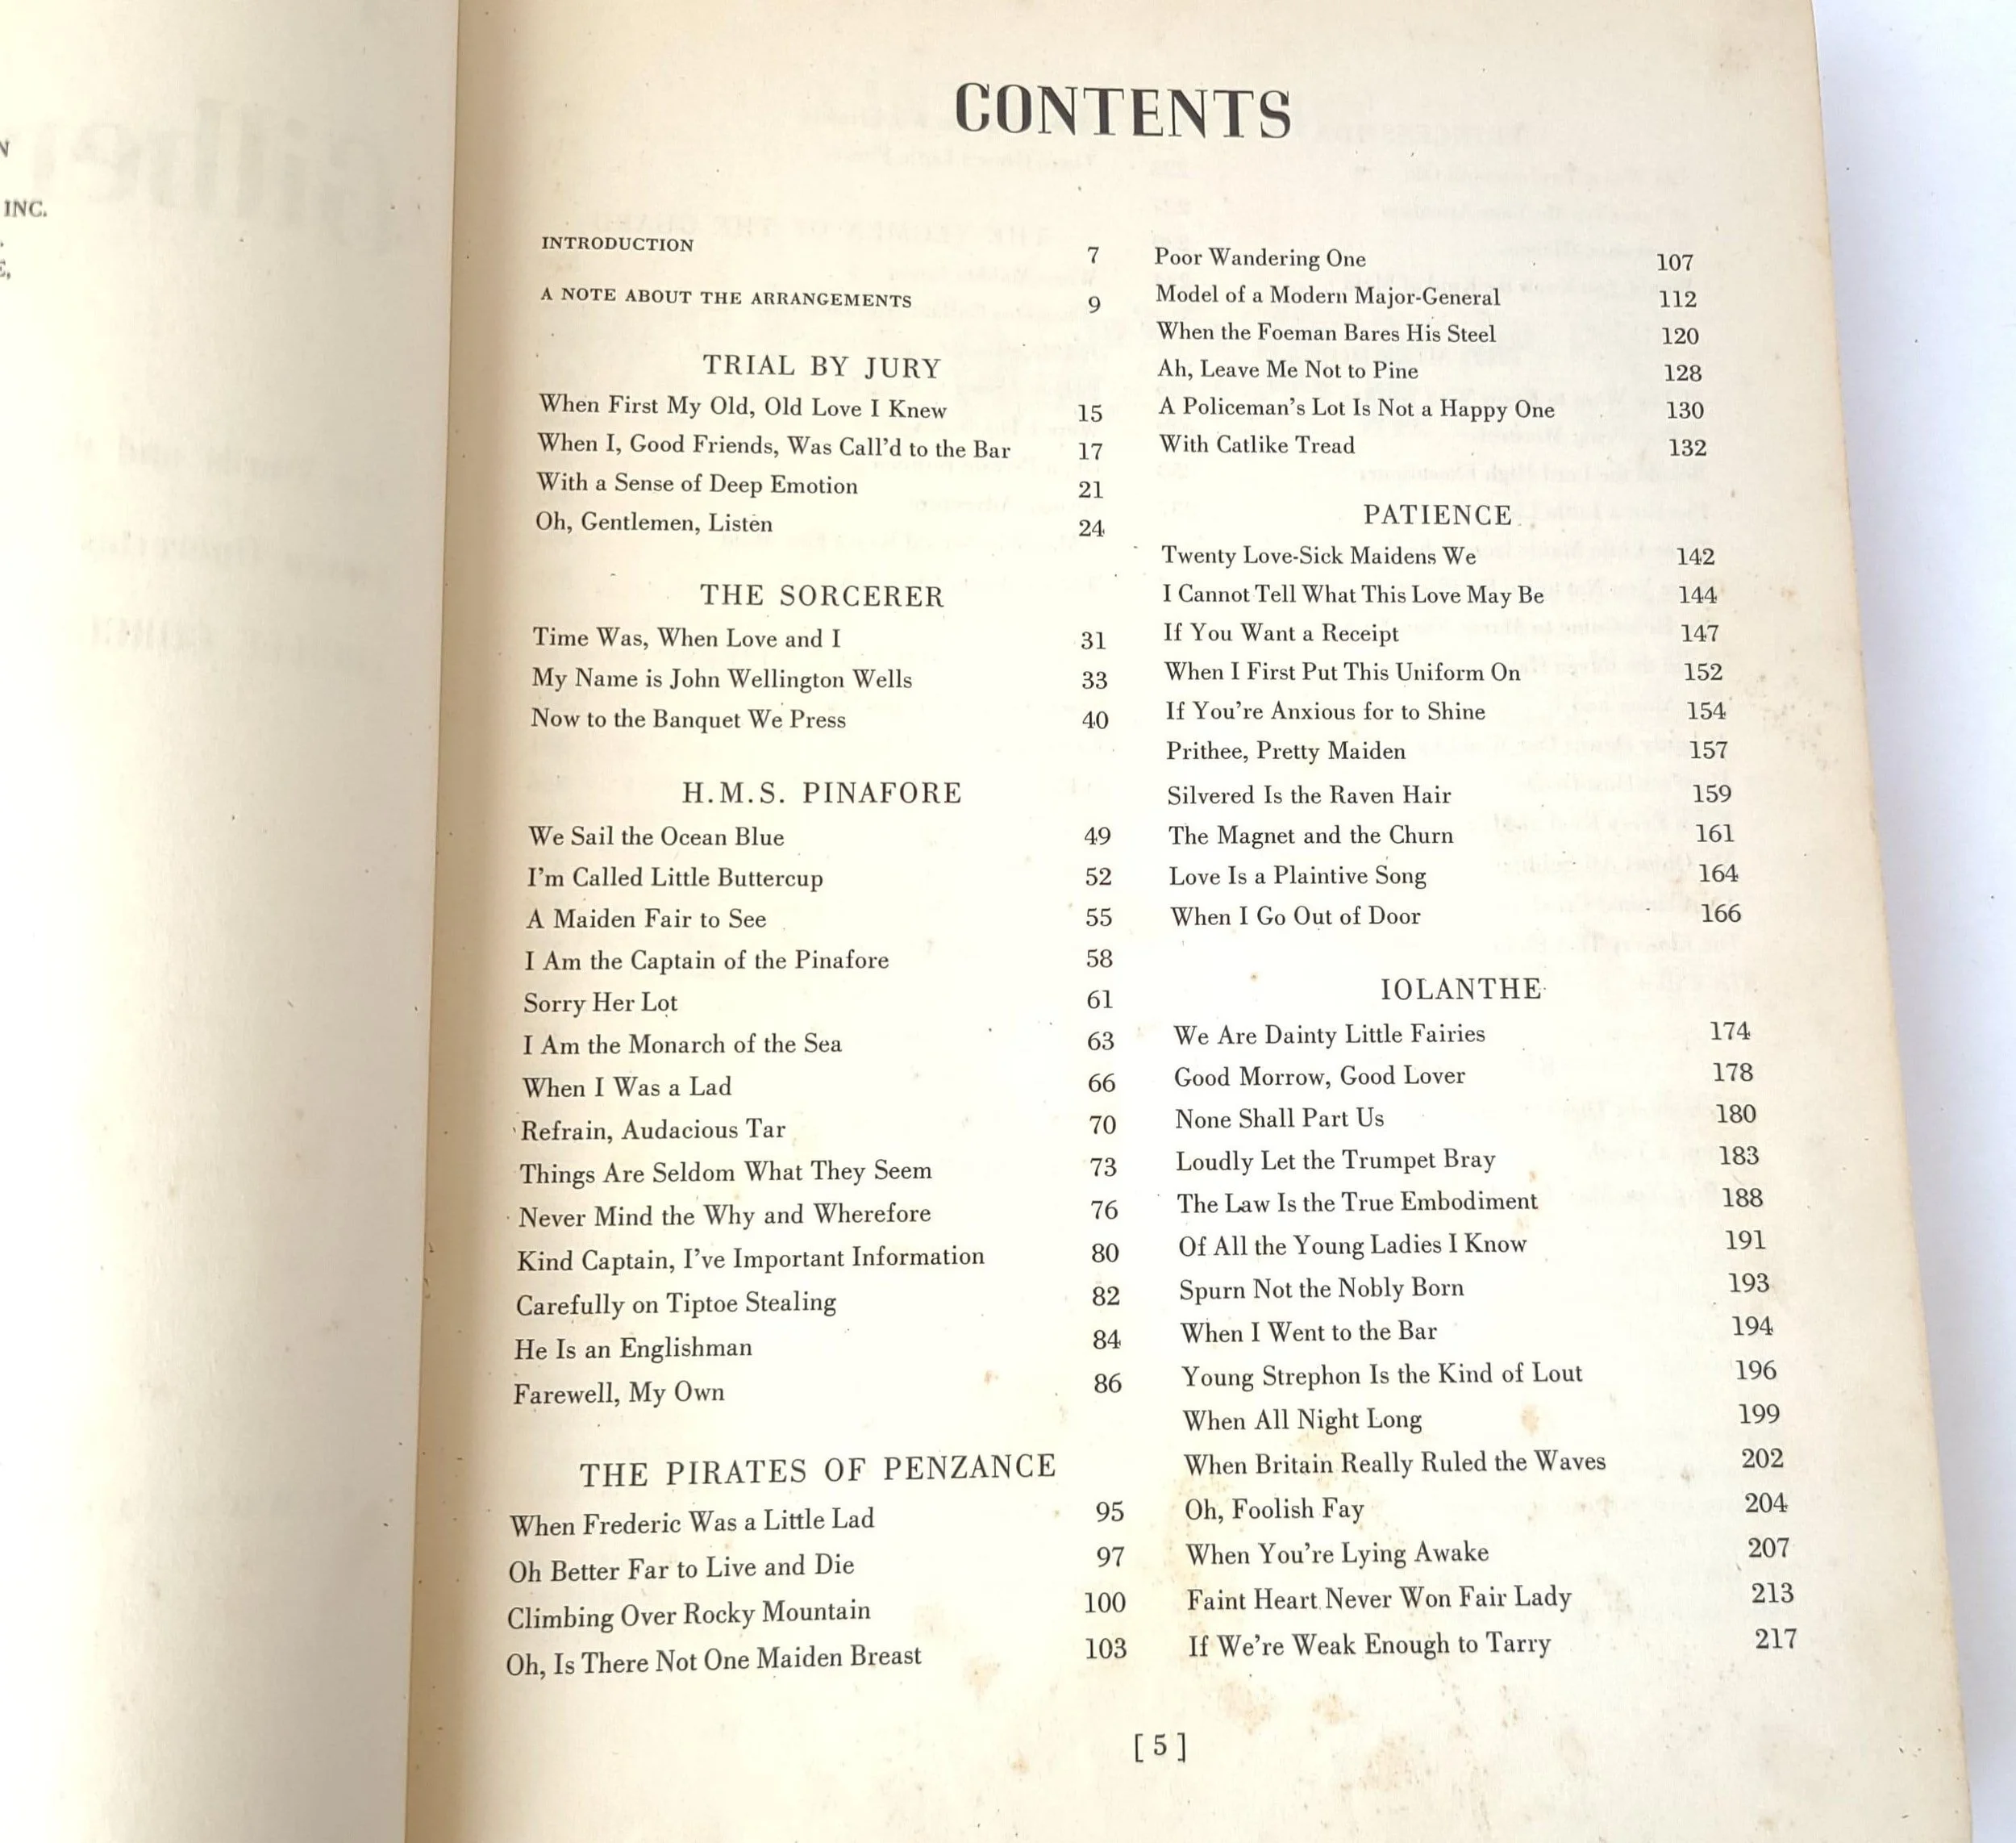 N
INC.
E,
CONTENTS
INTRODUCTION 7
A NOTE ABOUT THE ARRANGEMENTS 9
TRIAL BY JURY
When First My Old, Old Love I Knew 15
When I, Good Friends, Was Call'd to the Bar 17
With a Sense of Deep Emotion 21
Oh, Gentlemen, Listen 24
THE SORCERER
Time Was, When Love and I 31
My Name is John Wellington Wells 33
Now to the Banquet We Press 40
H.M.S. PINAFORE
We Sail the Ocean Blue 49
I'm Called Little Buttercup 52
A Maiden Fair to See 55
I Am the Captain of the Pinafore 58
Sorry Her Lot 61
I Am the Monarch of the Sea 63
When I Was a Lad 66
Refrain, Audacious Tar 70
Things Are Seldom What They Seem 73
Never Mind the Why and Wherefore 76
Kind Captain, I've Important Information 80
Carefully on Tiptoe Stealing 82
He Is an Englishman 84
Farewell, My Own 86
THE PIRATES OF PENZANCE
When Frederic Was a Little Lad 95
Oh Better Far to Live and Die 97
Climbing Over Rocky Mountain 100
Oh, Is There Not One Maiden Breast 103
Poor Wandering One 107
Model of a Modern Major-General 112
When the Foeman Bares His Steel 120
Ah, Leave Me Not to Pine 128
A Policeman's Lot Is Not a Happy One 130
With Catlike Tread 132
PATIENCE
Twenty Love-Sick Maidens We 142
I Cannot Tell What This Love May Be 144
If You Want a Receipt 147
When I First Put This Uniform On 152
If You're Anxious for to Shine 154
Prithee, Pretty Maiden 157
Silvered Is the Raven Hair 159
The Magnet and the Churn 161
Love Is a Plaintive Song 164
When I Go Out of Door 166
IOLANTHE
We Are Dainty Little Fairies 174
Good Morrow, Good Lover 178
None Shall Part Us 180
Loudly Let the Trumpet Bray 183
The Law Is the True Embodiment 188
Of All the Young Ladies I Know 191
Spurn Not the Nobly Born 193
When I Went to the Bar 194
Young Strephon Is the Kind of Lout 196
When All Night Long 199
When Britain Really Ruled the Waves 202
Oh, Foolish Fay 204
When You're Lying Awake 207
Faint Heart Never Won Fair Lady 213
If We're Weak Enough to Tarry 217
[ 5 ]